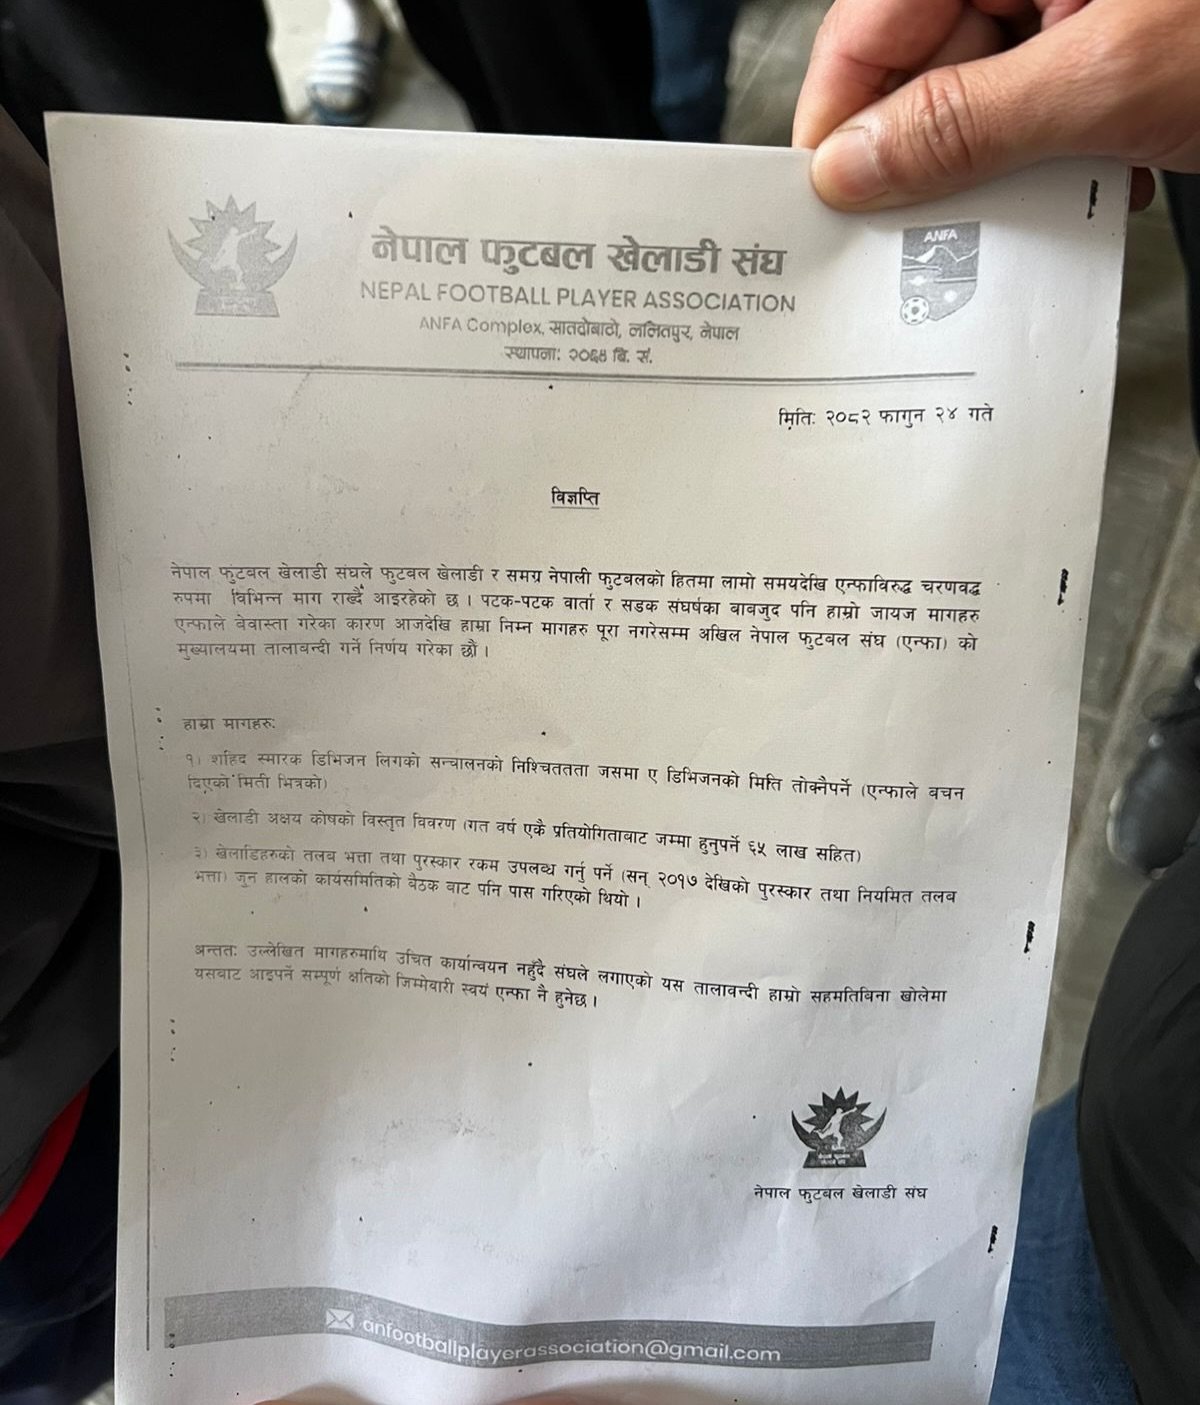 नेपाल फुटबल खेलाडी संघ
NEPAL FOOTBALL PLAYER ASSOCIATION
ANFA Complex, सातदोबाटो, ललितपुर, नेपाल
स्थापना: २०६४ बि. सं.
ANFA
मिति: २०८२ फागुन २४ गते
विज्ञप्ति
नेपाल फुटबल खेलाडी संघले फुटबल खेलाडी र समग्र नेपाली फुटबलको हितमा लामो समयदेखि एन्फाविरुद्ध चरणवद्ध
रुपमा विभिन्न माग राख्दै आइरहेको छ । पटक-पटक वार्ता र सडक संघर्षका बाबजुद पनि हाम्रो जायज मागहरु
एन्फाले बेवास्ता गरेका कारण आजदेखि हाम्रा निम्न मागहरु पूरा नगरेसम्म अखिल नेपाल फुटबल संघ (एन्फा) को
मुख्यालयमा तालाबन्दी गर्ने निर्णय गरेका छौं ।
हाम्रा मागहरु:
१) शहिद स्मारक डिभिजन लिगको सन्चालनको निश्चिततता जसमा ए डिभिजनको मिति तोक्नैपर्ने (एन्फाले बचन
दिएको मिती भित्रको)
२) खेलाडी अक्षय कोषको विस्तृत विवरण (गत वर्ष एकै प्रतियोगिताबाट जम्मा हुनुपर्ने ६५ लाख सहित)
३) खेलाडिहरुको तलब भत्ता तथा पुरस्कार रकम उपलब्ध गर्नु पर्ने (सन् २०१७ देखिको पुरस्कार तथा नियमित तलब
भत्ता) जुन हालको कार्यसमितिको बैठक बाट पनि पास गरिएको थियो ।
अन्तत: उल्लेखित मागहरुमाथि उचित कार्यान्वयन नहुँदै संघले लगाएको यस तालावन्दी हाम्रो सहमतिबिना खोलेमा
यसबाट आइपर्ने सम्पूर्ण क्षतिको जिम्मेबारी स्वयं एन्फा नै हुनेछ ।
नेपाल फुटबल खेलाडी संघ
anfootballplayerassociation@gmail.com